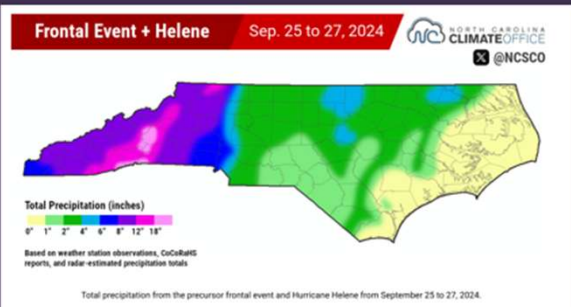 Frontal Event + Helene
Sep. 25 to 27, 2024
NC
NORTH CAROLINA
CLIMATE OFFICE
X @NCSCO
Total Precipitation (inches)
0" 1" 2" 4" 6" 8" 12" 18"
Based on weather station observations, CoCoRaHS
reports, and radar-estimated precipitation totals
Total precipitation from the precursor frontal event and Hurricane Helene from September 25 to 27, 2024.